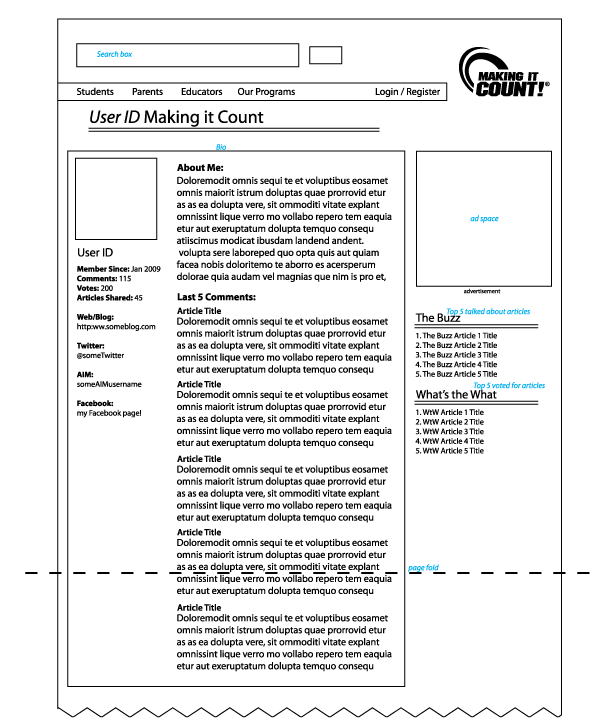 Search box
MAKING IT
COUNT!®
Students Parents Educators Our Programs Login / Register
User ID Making it Count
Bio
User ID
Member Since: Jan 2009
Comments: 115
Votes: 200
Articles Shared: 45
Web/Blog:
http:ww.someblog.com
Twitter:
@someTwitter
AIM:
someAIMusername
Facebook:
my Facebook page!
About Me:
Doloremodit omnis sequi te et voluptibus eosamet
omnis maiorit istrum doluptas quae prorrovid etur
as as ea dolupta vere, sit ommoditi vitate explant
omnissint lique verro mo vollabo repero tem eaquia
etur aut exeruptatum dolupta temquo consequ
atiiscimus modicat ibusdam landend andent.
volupta sere laboreped quo opta quis aut quiam
facea nobis doloritemo te aborro es acersperum
dolorae quia audam vel magnias que nim is pro et,
Last 5 Comments:
Article Title
Doloremodit omnis sequi te et voluptibus eosamet
omnis maiorit istrum doluptas quae prorrovid etur
as as ea dolupta vere, sit ommoditi vitate explant
omnissint lique verro mo vollabo repero tem eaquia
etur aut exeruptatum dolupta temquo consequ
Article Title
Doloremodit omnis sequi te et voluptibus eosamet
omnis maiorit istrum doluptas quae prorrovid etur
as as ea dolupta vere, sit ommoditi vitate explant
omnissint lique verro mo vollabo repero tem eaquia
etur aut exeruptatum dolupta temquo consequ
Article Title
Doloremodit omnis sequi te et voluptibus eosamet
omnis maiorit istrum doluptas quae prorrovid etur
as as ea dolupta vere, sit ommoditi vitate explant
omnissint lique verro mo vollabo repero tem eaquia
etur aut exeruptatum dolupta temquo consequ
Article Title
Doloremodit omnis sequi te et voluptibus eosamet
omnis maiorit istrum doluptas quae prorrovid etur
as as ea dolupta vere, sit ommoditi vitate explant
omnissint lique verro mo vollabo repero tem eaquia
etur aut exeruptatum dolupta temquo consequ
Article Title
Doloremodit omnis sequi te et voluptibus eosamet
omnis maiorit istrum doluptas quae prorrovid etur
as as ea dolupta vere, sit ommoditi vitate explant
omnissint lique verro mo vollabo repero tem eaquia
etur aut exeruptatum dolupta temquo consequ
ad space
advertisement
Top 5 talked about articles
The Buzz
1. The Buzz Article 1 Title
2. The Buzz Article 2 Title
3. The Buzz Article 3 Title
4. The Buzz Article 4 Title
5. The Buzz Article 5 Title
Top 5 voted for articles
What's the What
1. WtW Article 1 Title
2. WtW Article 2 Title
3. WtW Article 3 Title
4. WtW Article 4 Title
5. WtW Article 5 Title
page fold